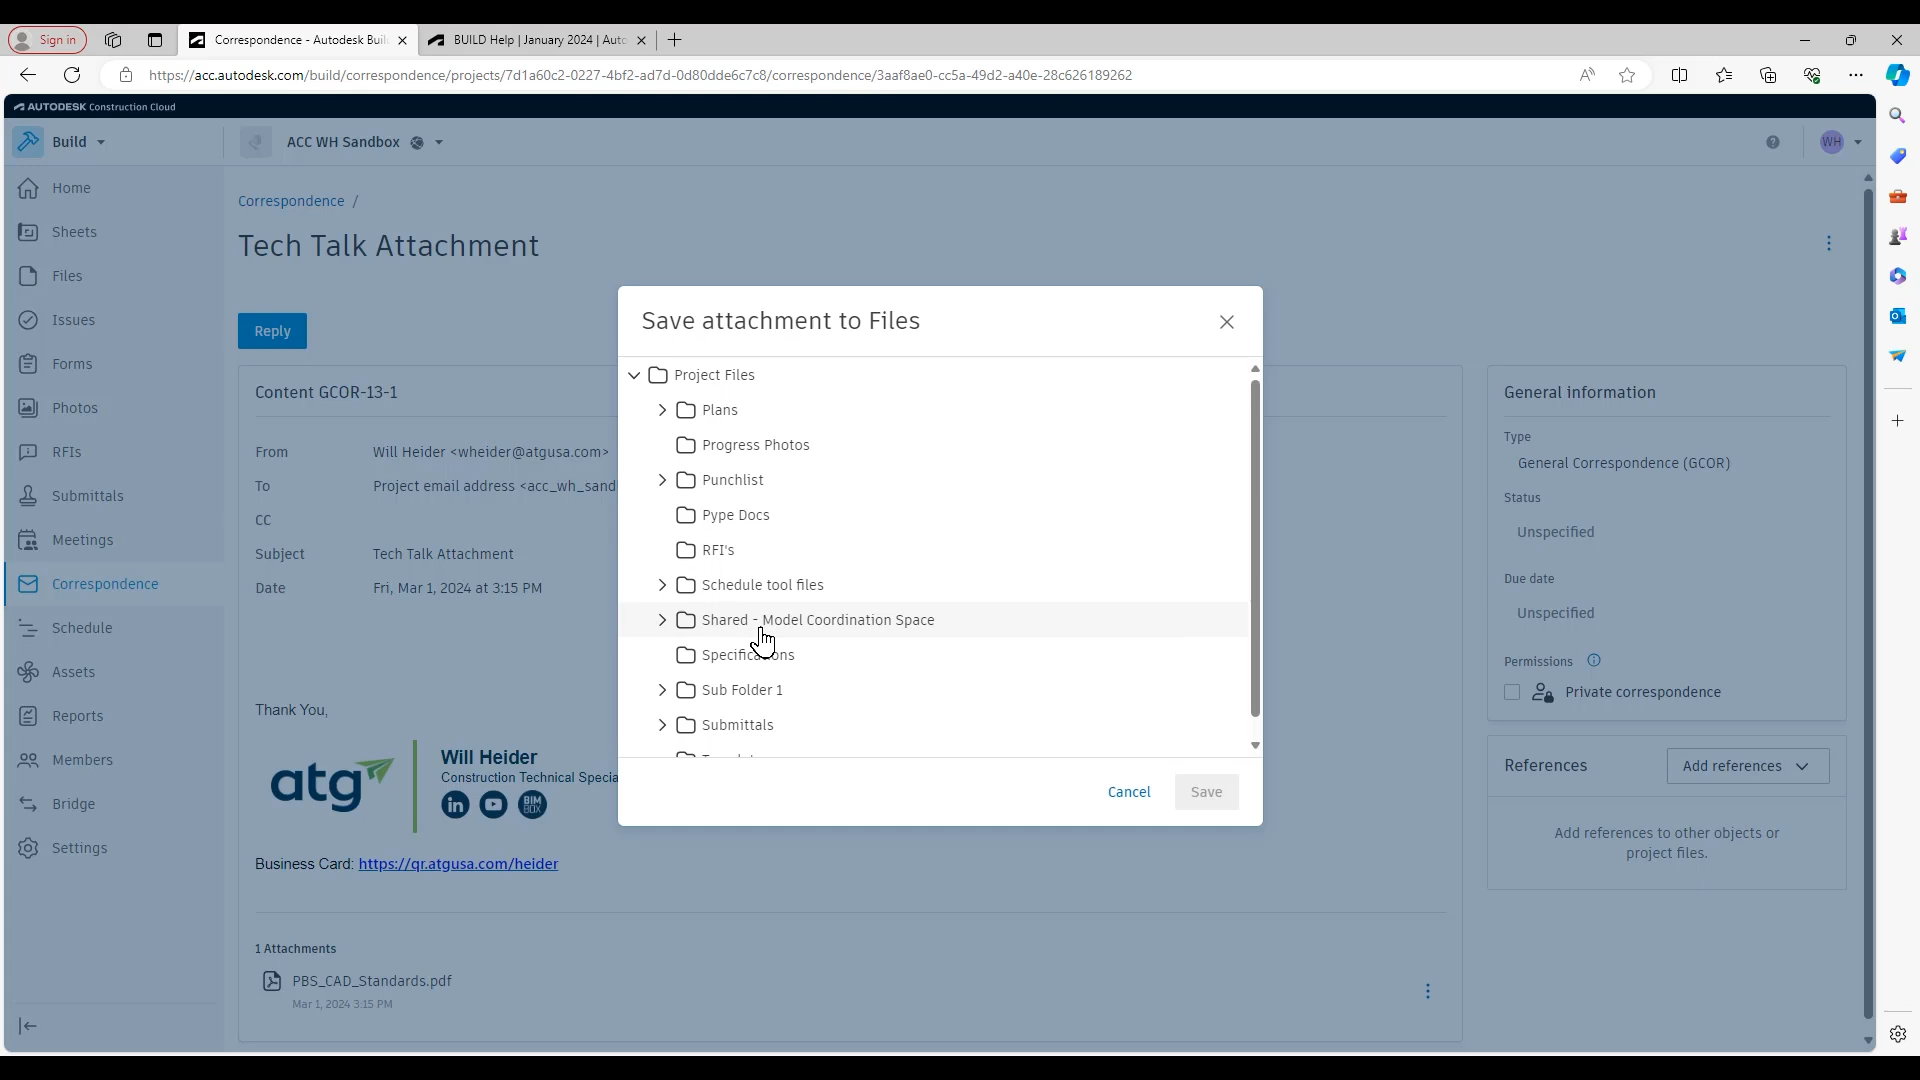 Sign in
Correspondence - Autodesk Buil
BUILD Help | January 2024 | Auto
https://acc.autodesk.com/build/correspondence/projects/7d1a60c2-0227-4bf2-ad7d-0d80dde6c7c8/correspondence/3aaf8ae0-cc5a-49d2-a40e-28c626189262
AUTODESK Construction Cloud
Build
ACC WH Sandbox
WH
Home
Sheets
Files
Issues
Forms
Photos
RFIs
Submittals
Meetings
Correspondence
Schedule
Assets
Reports
Members
Bridge
Settings
Correspondence /
Tech Talk Attachment
Reply
Content GCOR-13-1
From Will Heider <wheider@atgusa.com>
To Project email address <acc_wh_sand
CC
Subject Tech Talk Attachment
Date Fri, Mar 1, 2024 at 3:15 PM
Thank You,
atg
Will Heider
Construction Technical Specia
in
BIM
BOX
Business Card: https://qr.atgusa.com/heider
1 Attachments
PBS_CAD_Standards.pdf
Mar 1, 2024 3:15 PM
Save attachment to Files
Project Files
Plans
Progress Photos
Punchlist
Pype Docs
RFI's
Schedule tool files
Shared - Model Coordination Space
Specifications
Sub Folder 1
Submittals
Cancel
Save
General information
Type
General Correspondence (GCOR)
Status
Unspecified
Due date
Unspecified
Permissions
Private correspondence
References
Add references
Add references to other objects or
project files.